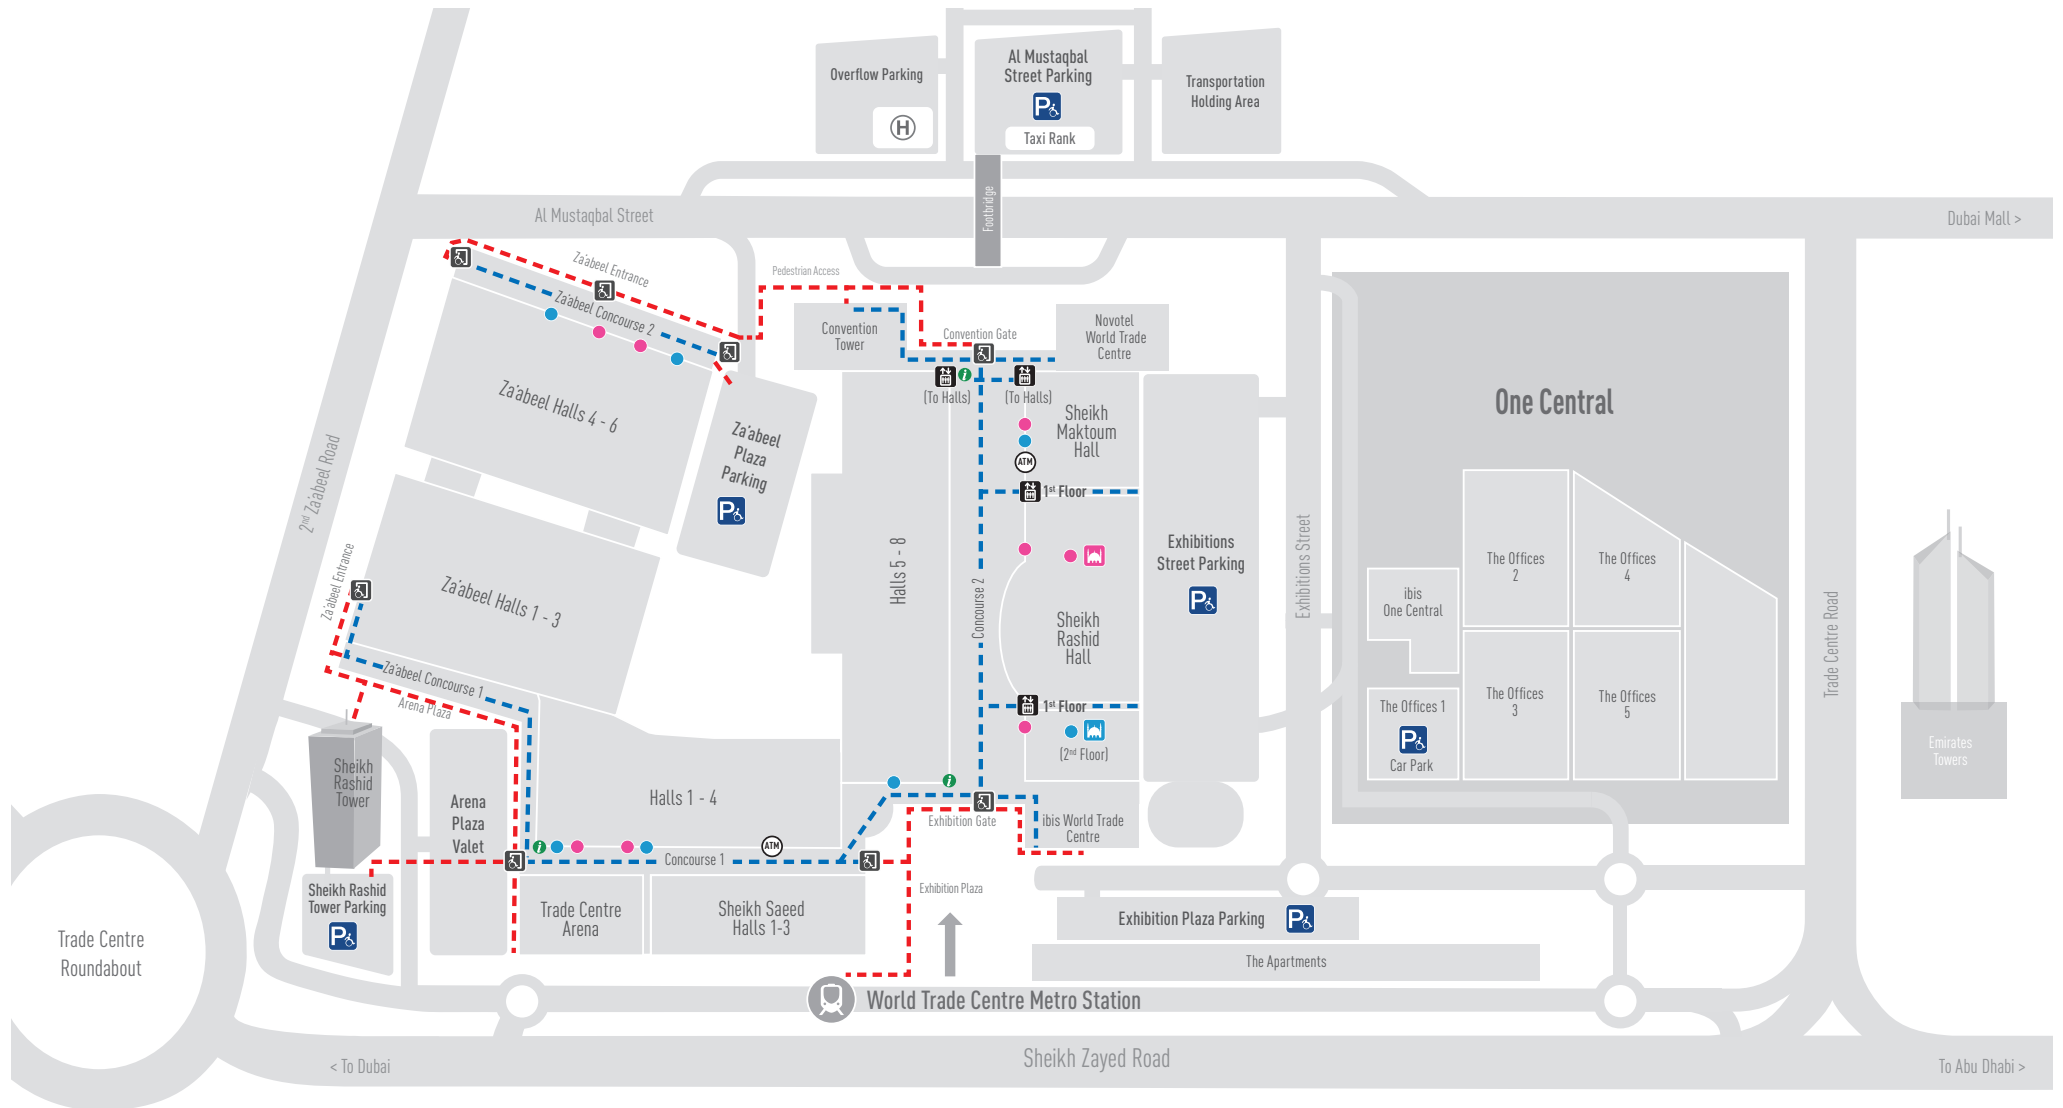 Overflow Parking
H
Al Mustaqbal
Street Parking
P
Taxi Rank
Transportation
Holding Area
Footbridge
Al Mustaqbal Street
Dubai Mall >
Za'abeel Entrance
Za'abeel Concourse 2
Pedestrian Access
Convention
Tower
Convention Gate
Novotel
World Trade
Centre
i
(To Halls)
(To Halls)
Za'abeel Halls 4 - 6
Za'abeel
Plaza
Parking
P
Sheikh
Maktoum
Hall
ATM
1st Floor
One Central
2nd Za'abeel Road
Za'abeel Entrance
Za'abeel Halls 1 - 3
Za'abeel Concourse 1
Arena Plaza
Halls 5 - 8
Concourse 2
Sheikh
Rashid
Hall
1st Floor
(2nd Floor)
Exhibitions
Street Parking
P
Exhibitions Street
ibis
One Central
The Offices
2
The Offices
4
The Offices 1
P
Car Park
The Offices
3
The Offices
5
Trade Centre Road
Emirates
Towers
Sheikh
Rashid
Tower
Arena
Plaza
Valet
Halls 1 - 4
i
i
ATM
Concourse 1
Exhibition Gate
ibis World Trade
Centre
Sheikh Rashid
Tower Parking
P
Trade Centre
Arena
Sheikh Saeed
Halls 1-3
Exhibition Plaza
Exhibition Plaza Parking
P
The Apartments
Trade Centre
Roundabout
World Trade Centre Metro Station
Sheikh Zayed Road
< To Dubai
To Abu Dhabi >